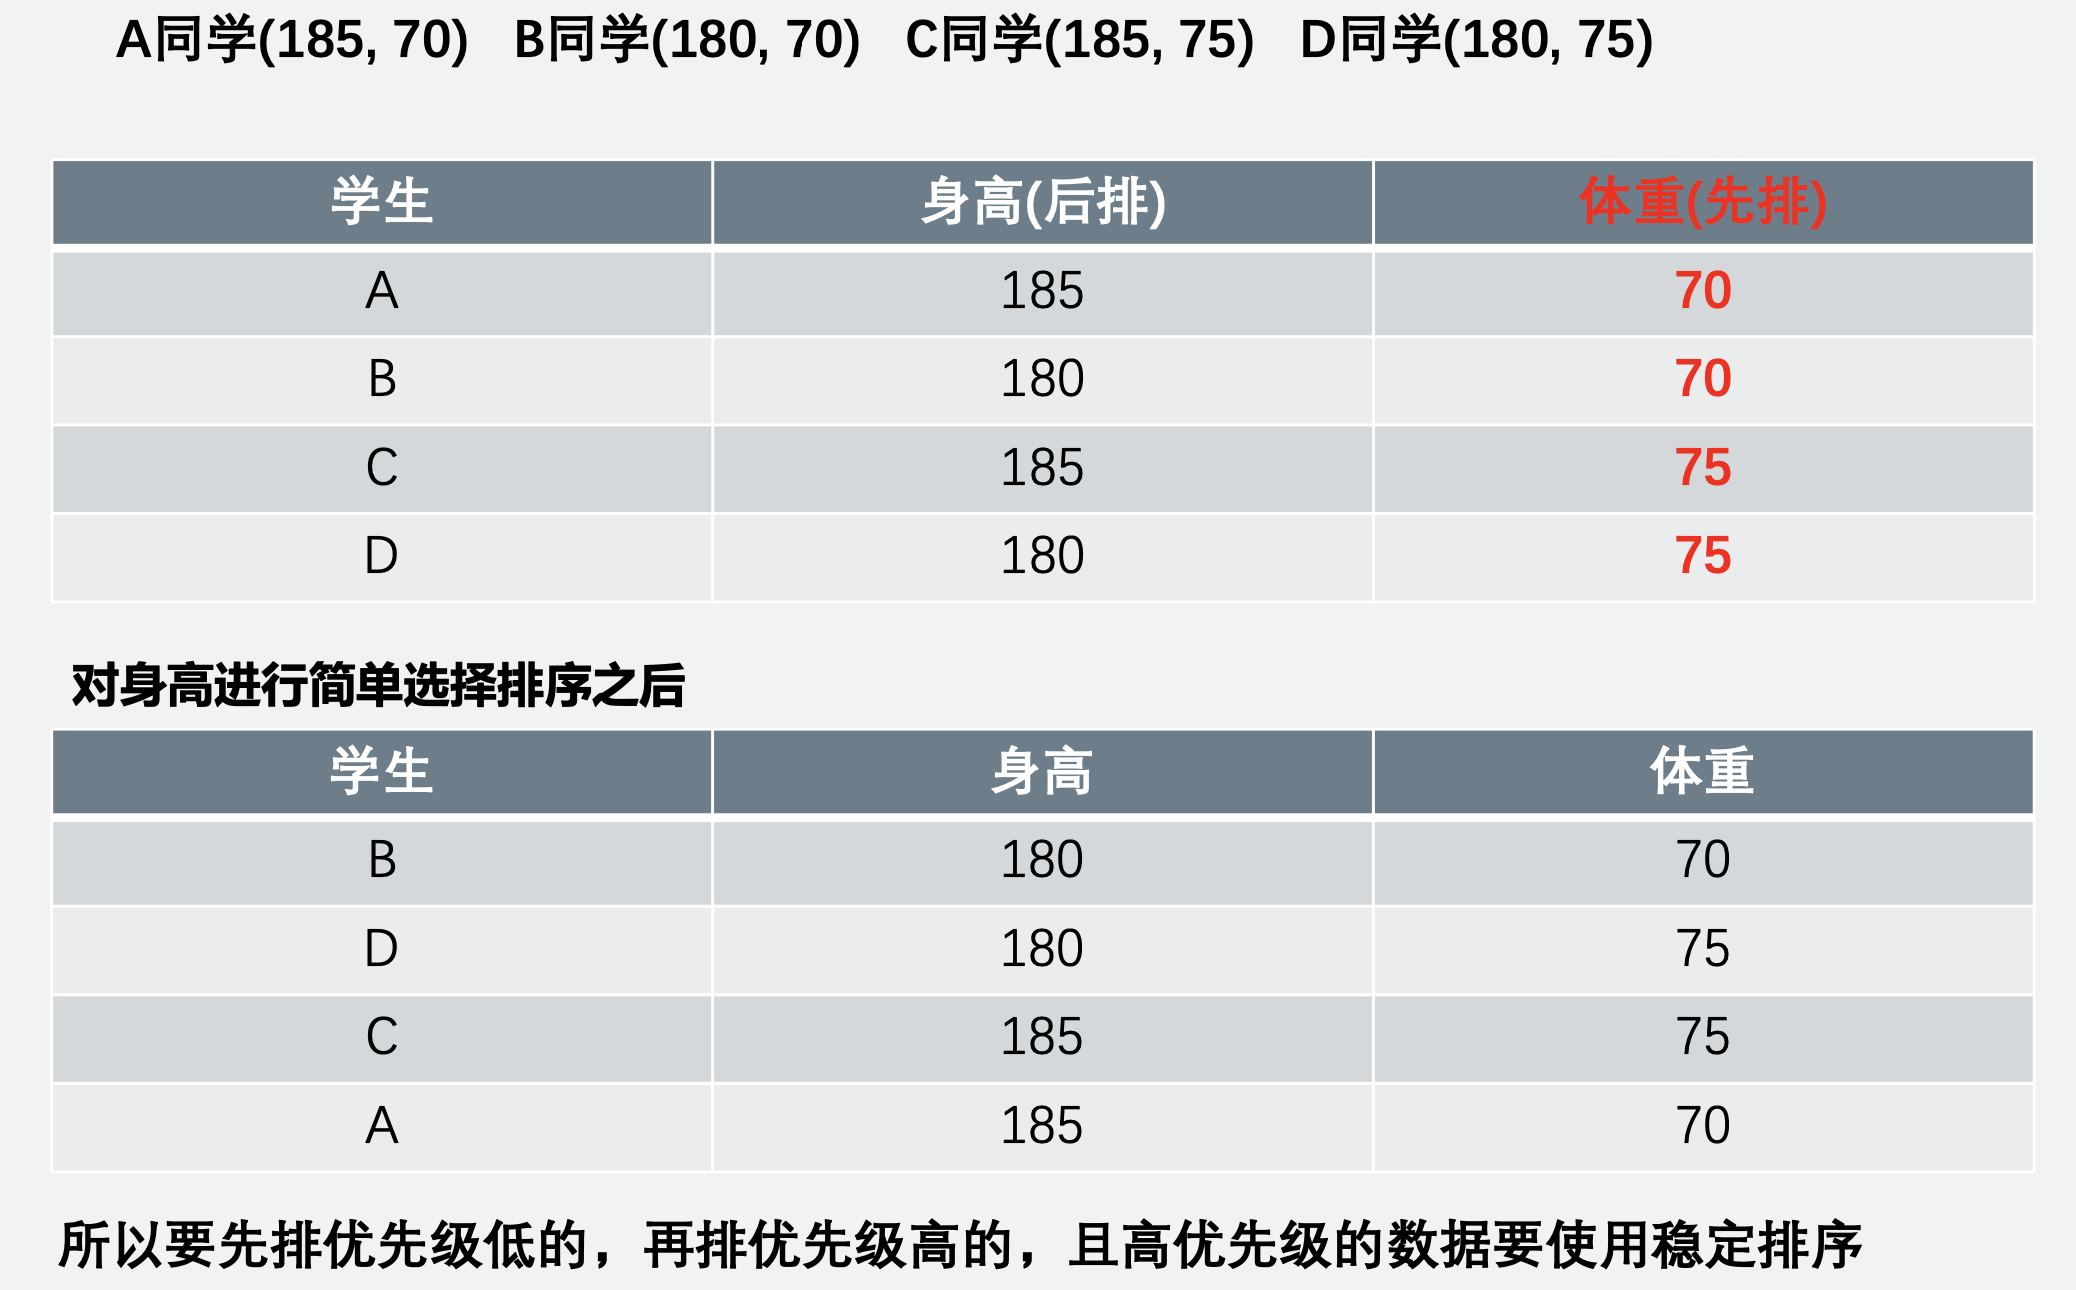 A同学(185, 70) B同学(180, 70) C同学(185, 75) D同学(180, 75)
学生 身高(后排) 体重(先排)
A 185 70
B 180 70
C 185 75
D 180 75
对身高进行简单选择排序之后
学生 身高 体重
B 180 70
D 180 75
C 185 75
A 185 70
所以要先排优先级低的，再排优先级高的，且高优先级的数据要使用稳定排序